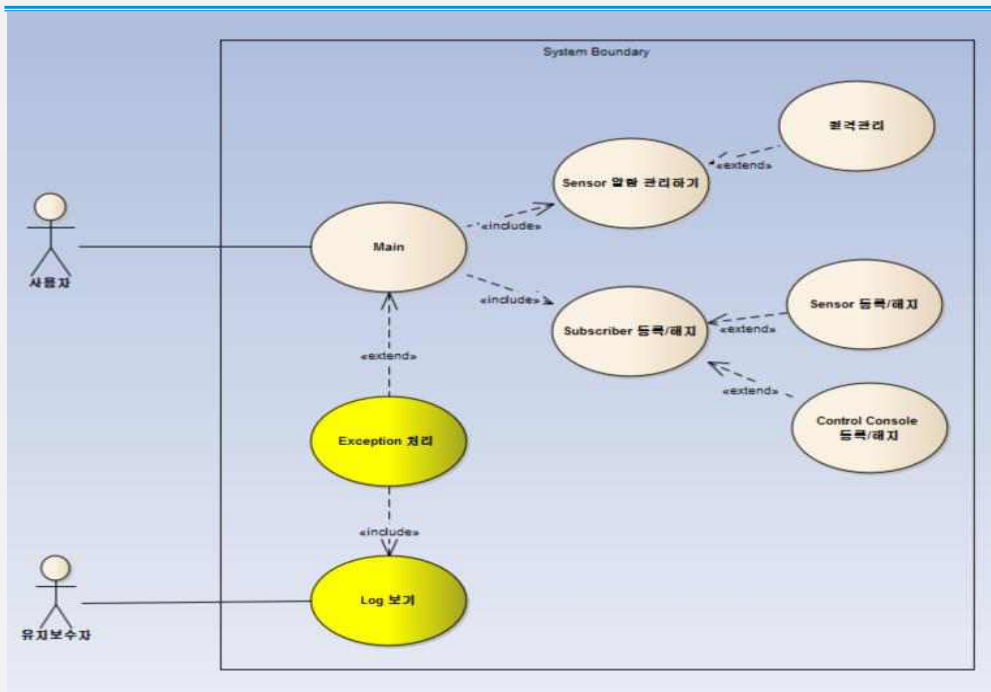 System Boundary
원격관리
«extend»
Sensor 알람 관리하기
«include»
Main
사용자
«include»
Sensor 등록/해지
«extend»
Subscriber 등록/해지
«extend»
«extend»
Control Console
등록/해지
Exception 처리
«include»
Log 보기
유지보수자